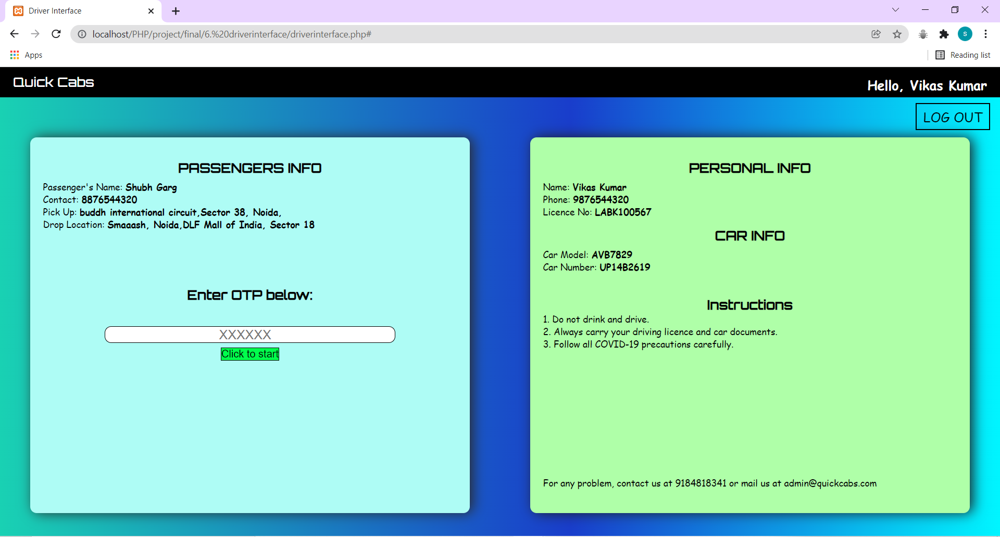 Driver Interface
localhost/PHP/project/final/6.%20driverinterface/driverinterface.php#
S
Apps
Reading list
Quick Cabs
Hello, Vikas Kumar
LOG OUT
PASSENGERS INFO
Passenger's Name: Shubh Garg
Contact: 8876544320
Pick Up: buddh international circuit,Sector 38, Noida,
Drop Location: Smaaash, Noida,DLF Mall of India, Sector 18
Enter OTP below:
XXXXXX
Click to start
PERSONAL INFO
Name: Vikas Kumar
Phone: 9876544320
Licence No: LABK100567
CAR INFO
Car Model: AVB7829
Car Number: UP14B2619
Instructions
1. Do not drink and drive.
2. Always carry your driving licence and car documents.
3. Follow all COVID-19 precautions carefully.
For any problem, contact us at 9184818341 or mail us at admin@quickcabs.com